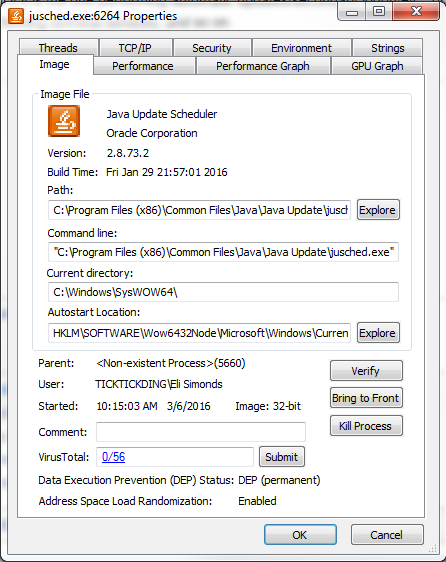 jusched.exe:6264 Properties
Threads TCP/IP Security Environment Strings
Image Performance Performance Graph GPU Graph
Image File
Java Update Scheduler
Oracle Corporation
Version: 2.8.73.2
Build Time: Fri Jan 29 21:57:01 2016
Path:
C:\Program Files (x86)\Common Files\Java\Java Update\jusch Explore
Command line:
"C:\Program Files (x86)\Common Files\Java\Java Update\jusched.exe"
Current directory:
C:\Windows\SysWOW64\
Autostart Location:
HKLM\SOFTWARE\Wow6432Node\Microsoft\Windows\Curren Explore
Parent: <Non-existent Process>(5660) Verify
User: TICKTICKDING\Eli Simonds
Bring to Front
Started: 10:15:03 AM 3/6/2016 Image: 32-bit
Comment: Kill Process
VirusTotal: 0/56 Submit
Data Execution Prevention (DEP) Status: DEP (permanent)
Address Space Load Randomization: Enabled
OK Cancel